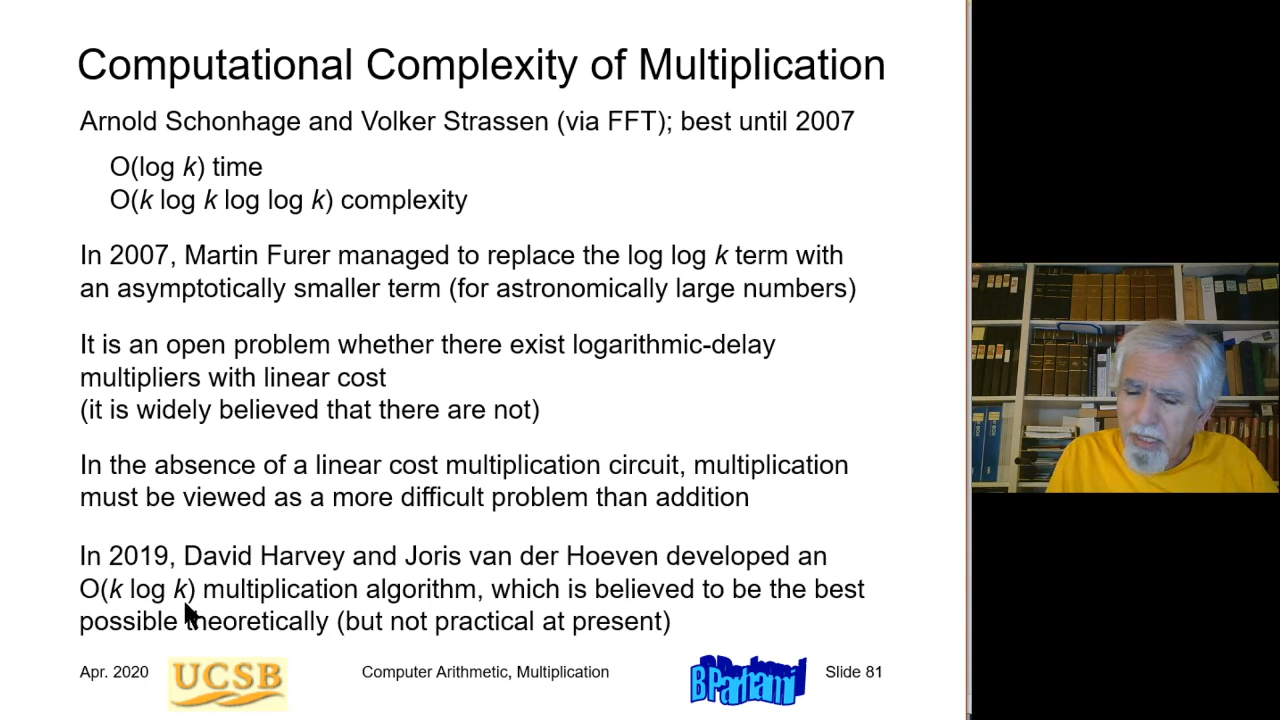 Computational Complexity of Multiplication
Arnold Schonhage and Volker Strassen (via FFT); best until 2007
O(log k) time
O(k log k log log k) complexity
In 2007, Martin Furer managed to replace the log log k term with
an asymptotically smaller term (for astronomically large numbers)
It is an open problem whether there exist logarithmic-delay
multipliers with linear cost
(it is widely believed that there are not)
In the absence of a linear cost multiplication circuit, multiplication
must be viewed as a more difficult problem than addition
In 2019, David Harvey and Joris van der Hoeven developed an
O(k log k) multiplication algorithm, which is believed to be the best
possible theoretically (but not practical at present)
Apr. 2020
UCSB
Computer Arithmetic, Multiplication
B Parhami
Slide 81